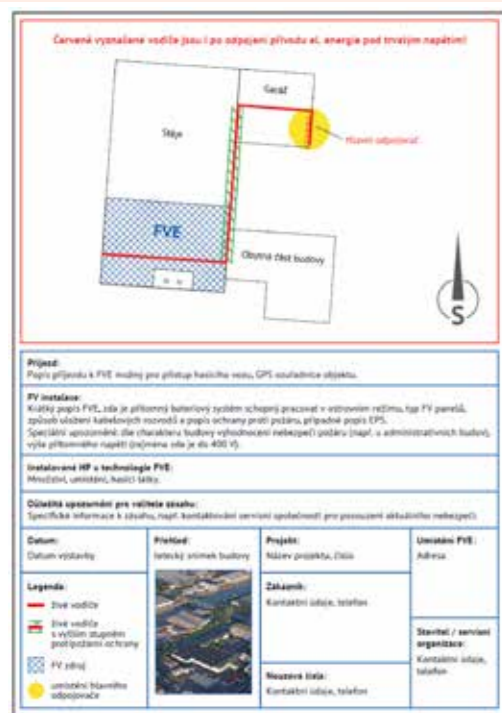 Červeně vyznačené vodiče jsou i po odpojení přívodu el. energie pod trvalým napětím!
Garáž
Stáje
Hlavní odpojovač
FVE
Obytná část budovy
S
Příjezd:
Popis příjezdu k FVE možný pro přístup hasicího vozu, GPS souřadnice objektu.
FV instalace:
Krátký popis FVE, zda je přítomný bateriový systém schopný pracovat v ostrovním režimu, typ FV panelů,
způsob uložení kabelových rozvodů a popis ochrany proti požáru, případně popis EPS.
Speciální upozornění: dle charakteru budovy vyhodnocení nebezpečí požáru (např. u administrativních budov),
výše přítomného napětí (zejména zda je do 400 V).
Instalované HP u technologie FVE:
Množství, umístění, hasicí látky.
Důležitá upozornění pro velitele zásahu:
Specifické informace k zásahu, např. kontaktování servisní společnosti pro posouzení aktuálního nebezpečí.
Datum:
Datum výstavby
Přehled:
letecký snímek budovy
Projekt:
Název projektu, číslo
Umístění FVE:
Adresa
Legenda:
živé vodiče
živé vodiče
s vyšším stupněm
protipožární ochrany
FV zdroj
umístění hlavního
odpojovače
Zákazník:
Kontaktní údaje, telefon
Nouzová čísla:
Kontaktní údaje, telefon
Stavitel / servisní
organizace:
Kontaktní údaje,
telefon